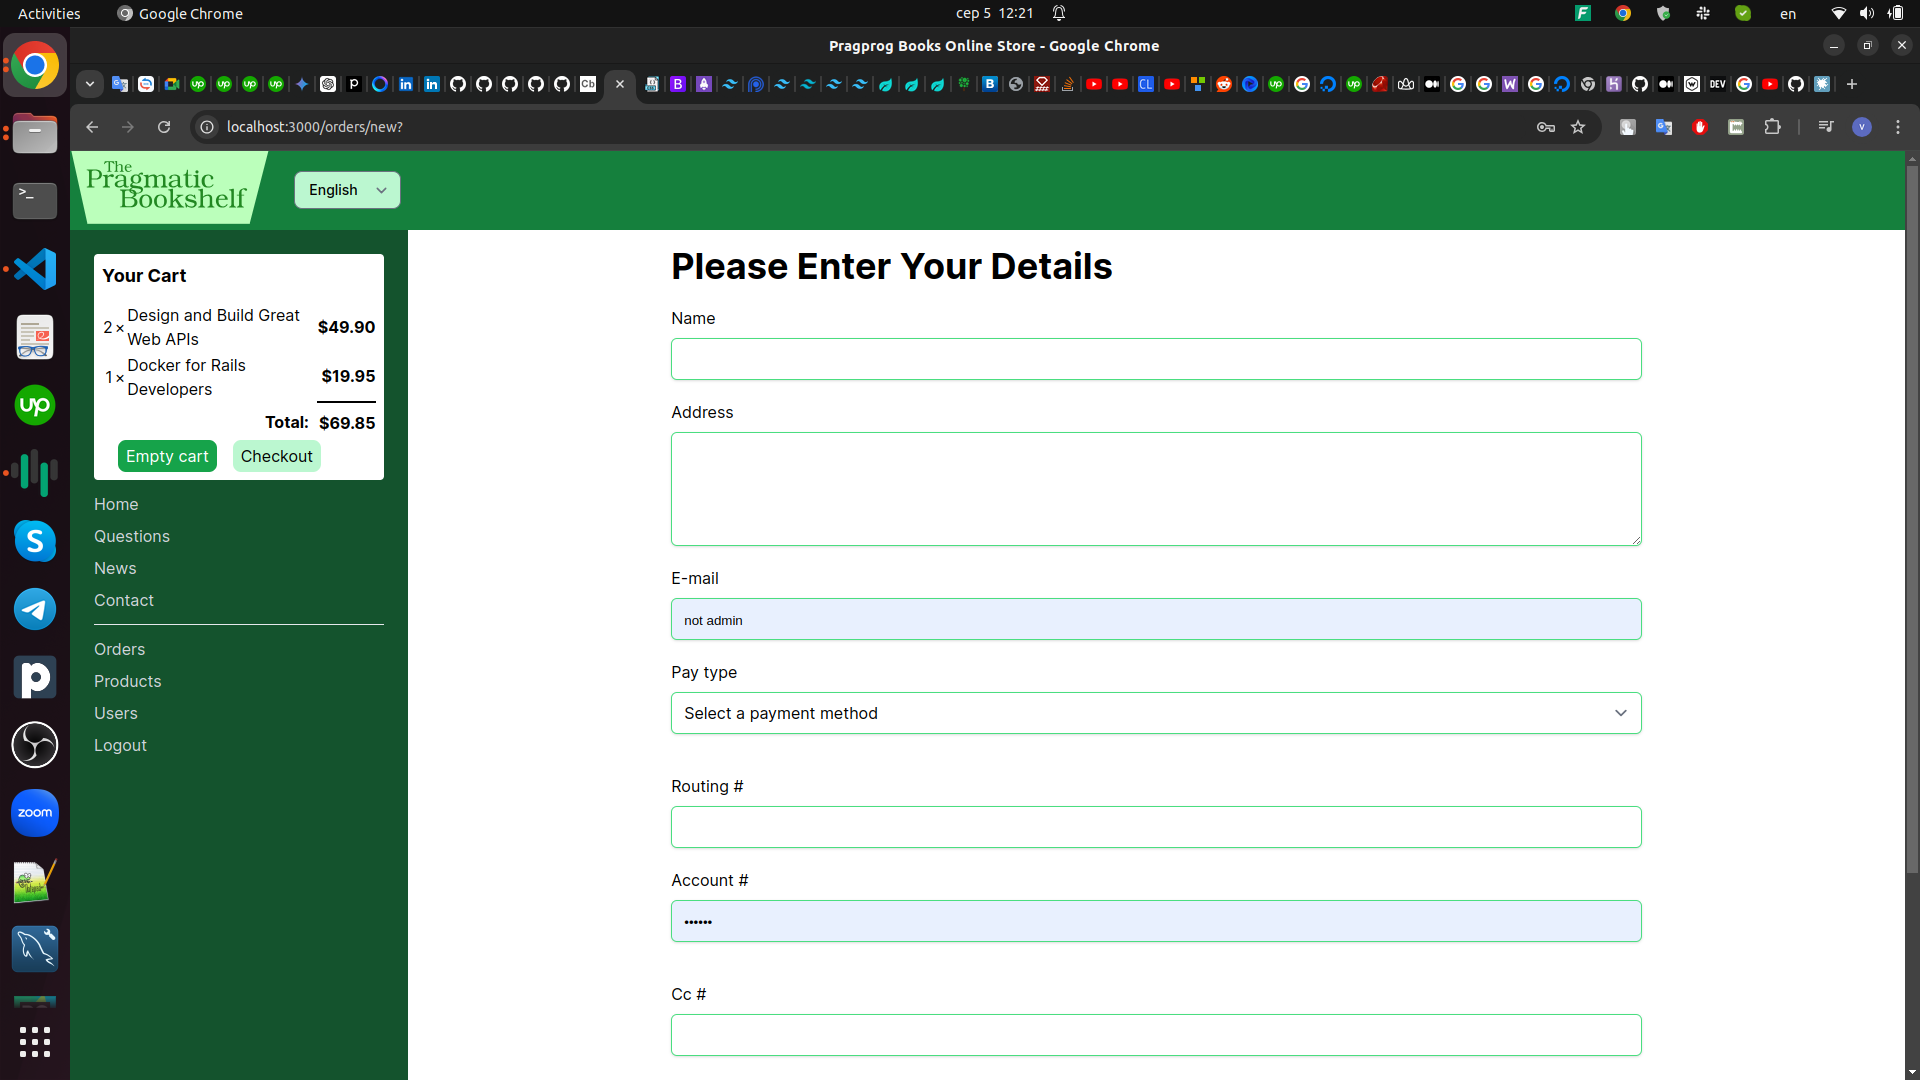 Activities
Google Chrome
сер 5 12:21
en
Pragprog Books Online Store - Google Chrome
localhost:3000/orders/new?
The
Pragmatic
Bookshelf
English
Your Cart
2 × Design and Build Great Web APIs $49.90
1 × Docker for Rails Developers $19.95
Total: $69.85
Empty cart
Checkout
Home
Questions
News
Contact
Orders
Products
Users
Logout
Please Enter Your Details
Name
Address
E-mail
not admin
Pay type
Select a payment method
Routing #
Account #
••••••
Cc #
up
zoom